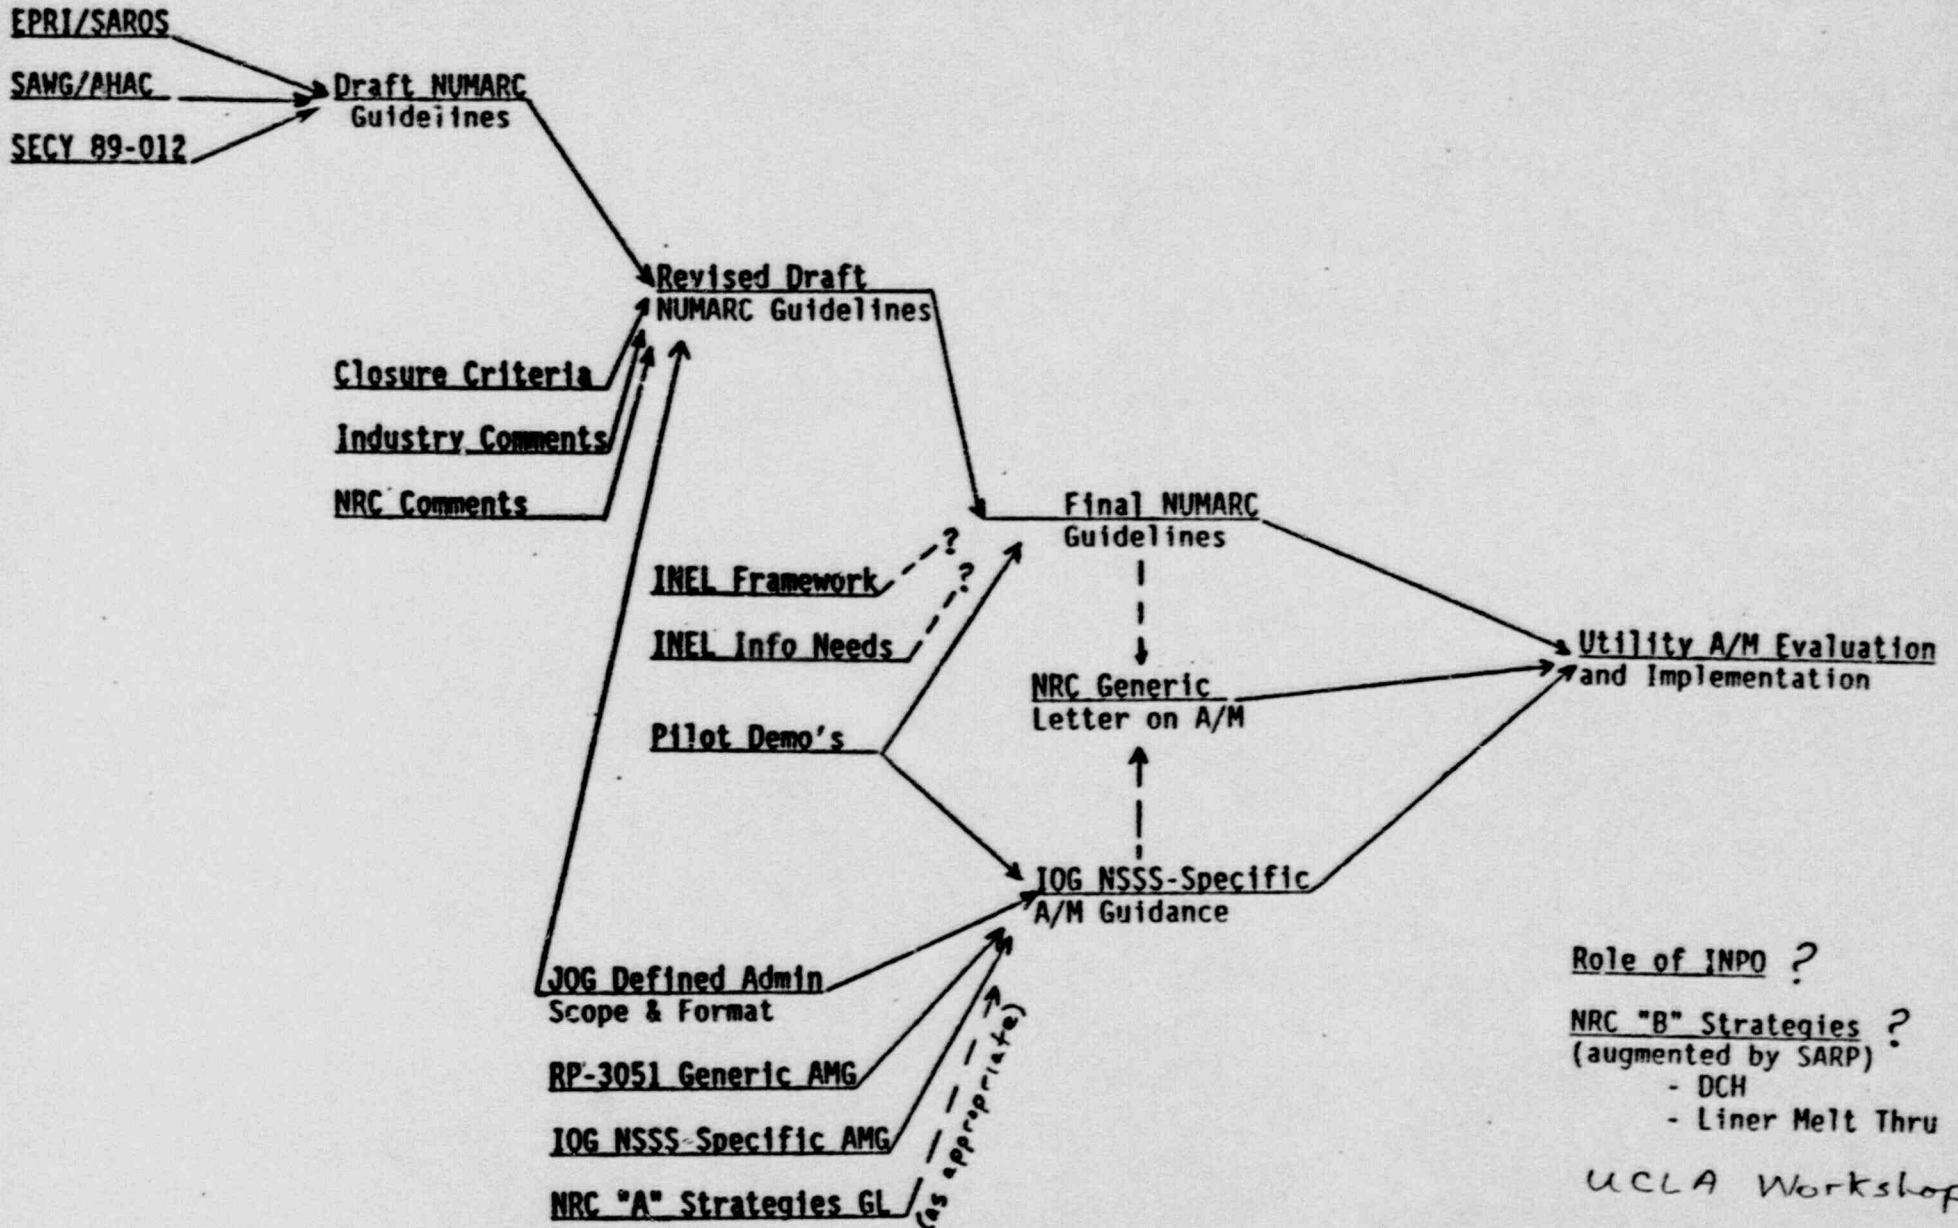 EPRI/SAROS
SAWG/AHAC
SECY 89-012
Draft NUMARC
Guidelines
Revised Draft
NUMARC Guidelines
Closure Criteria
Industry Comments
NRC Comments
Final NUMARC
Guidelines
?
INEL Framework
?
INEL Info Needs
Utility A/M Evaluation
and Implementation
NRC Generic
Letter on A/M
Pilot Demo's
IOG NSSS-Specific
A/M Guidance
JOG Defined Admin
Scope & Format
RP-3051 Generic AMG
IOG NSSS-Specific AMG
NRC "A" Strategies GL
(as appropriate)
Role of INPO ?
NRC "B" Strategies ?
(augmented by SARP)
- DCH
- Liner Melt Thru
UCLA Workshop